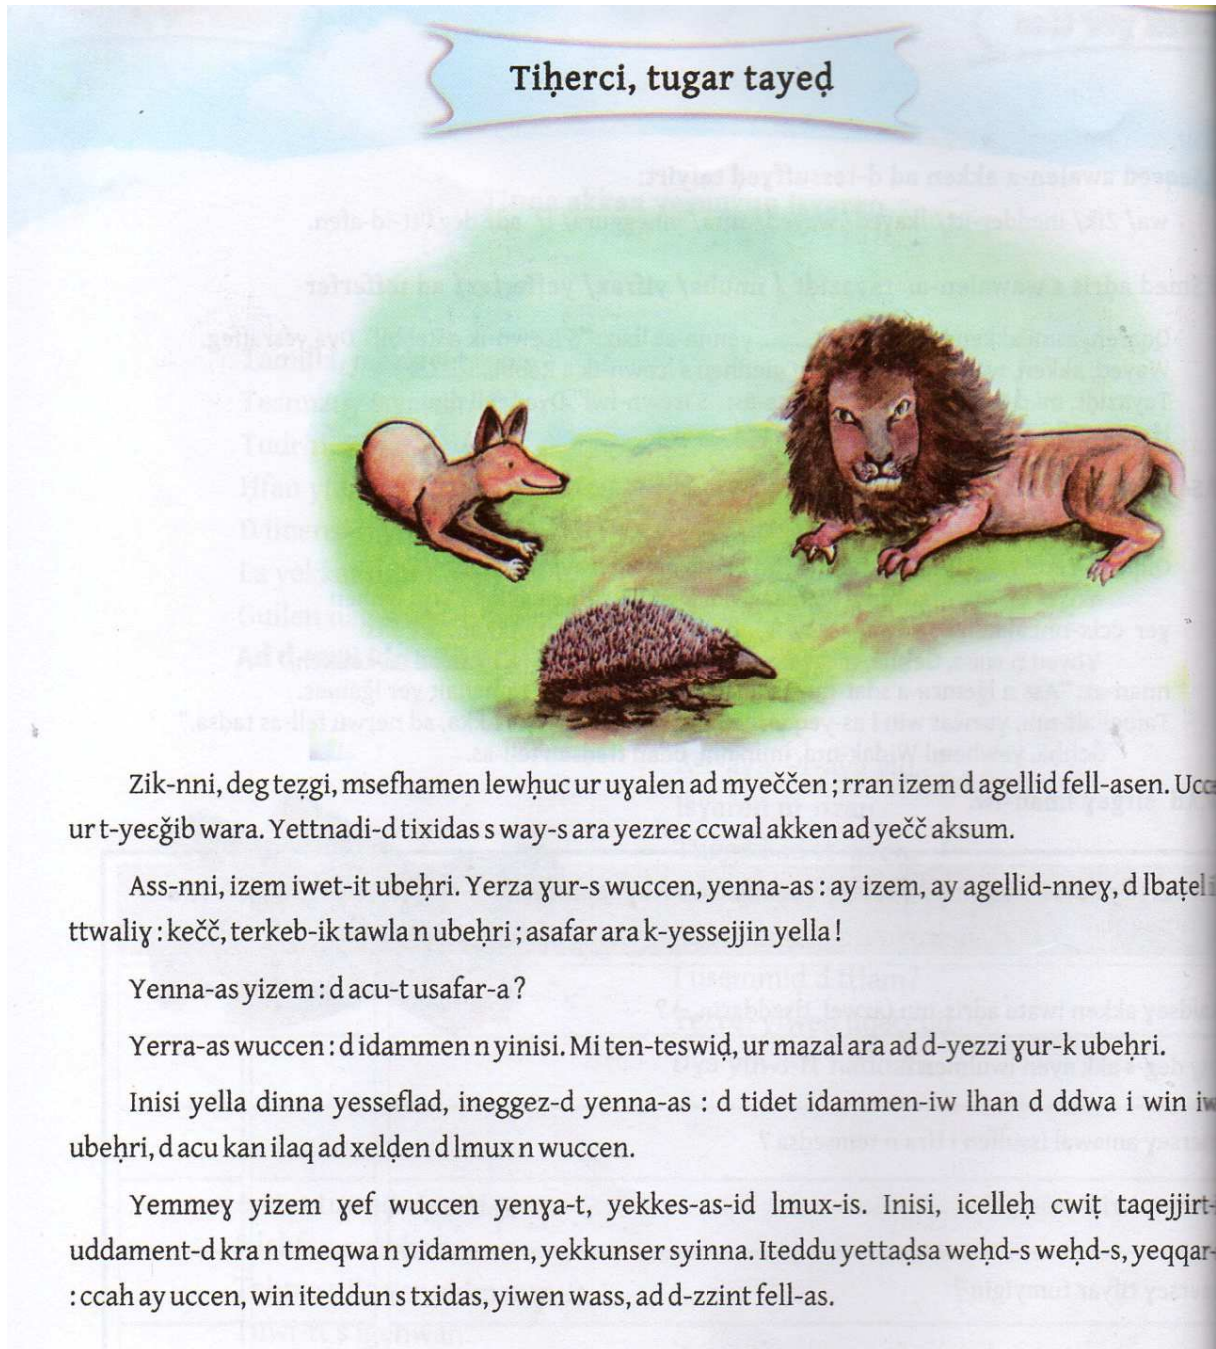 Tiḥerci, tugar tayeḍ
Zik-nni, deg teẓgi, msefhamen lewḥuc ur uɣalen ad myeččen ; rran izem d agellid fell-asen.
ur t-yeɛǧib wara. Yettnadi-d tixidas s way-s ara yezreɛ ccwal akken ad yečč aksum.
Ass-nni, izem iwet-it ubeḥri. Yerza ɣur-s wuccen, yenna-as : ay izem, ay agellid-nneɣ, d
ttwaliɣ : kečč, terkeb-ik tawla n ubeḥri ; asafar ara k-yessejjin yella !
Yenna-as yizem : d acu-t usafar-a ?
Yerra-as wuccen : d idammen n yinisi. Mi ten-teswiḍ, ur mazal ara ad d-yezzi ɣur-k ubeḥri.
Inisi yella dinna yesseflad, ineggez-d yenna-as : d tidet idammen-iw lhan d ddwa i win
ubeḥri, d acu kan ilaq ad xelḍen d lmux n wuccen.
Yemmeɣ yizem ɣef wuccen yenɣa-t, yekkes-as-id lmux-is. Inisi, icelleḥ cwiṭ
uddament-d kra n tmeqwa n yidammen, yekkunser syinna. Iteddu yettaḍsa weḥd-s weḥd-s,
: ccah ay uccen, win iteddun s txidas, yiwen wass, ad d-zzint fell-as.